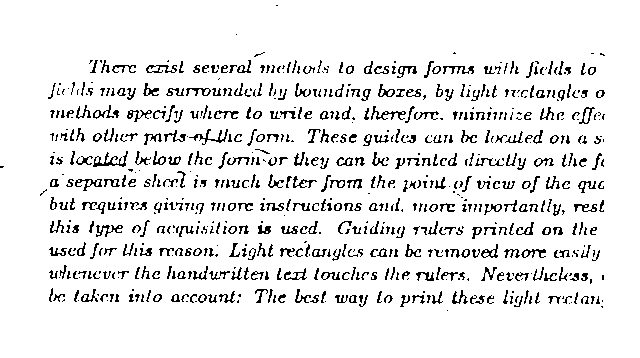 There exist several methods to design forms with fields to
fields may be surrounded by bounding boxes, by light rectangles o
methods specify where to write and, therefore, minimize the effec
with other parts of the form. These guides can be located on a s
is located below the form or they can be printed directly on the fo
a separate sheet is much better from the point of view of the qua
but requires giving more instructions and, more importantly, rest
this type of acquisition is used. Guiding rulers printed on the
used for this reason. Light rectangles can be removed more easily
whenever the handwritten text touches the rulers. Nevertheless,
be taken into account: The best way to print these light rectang